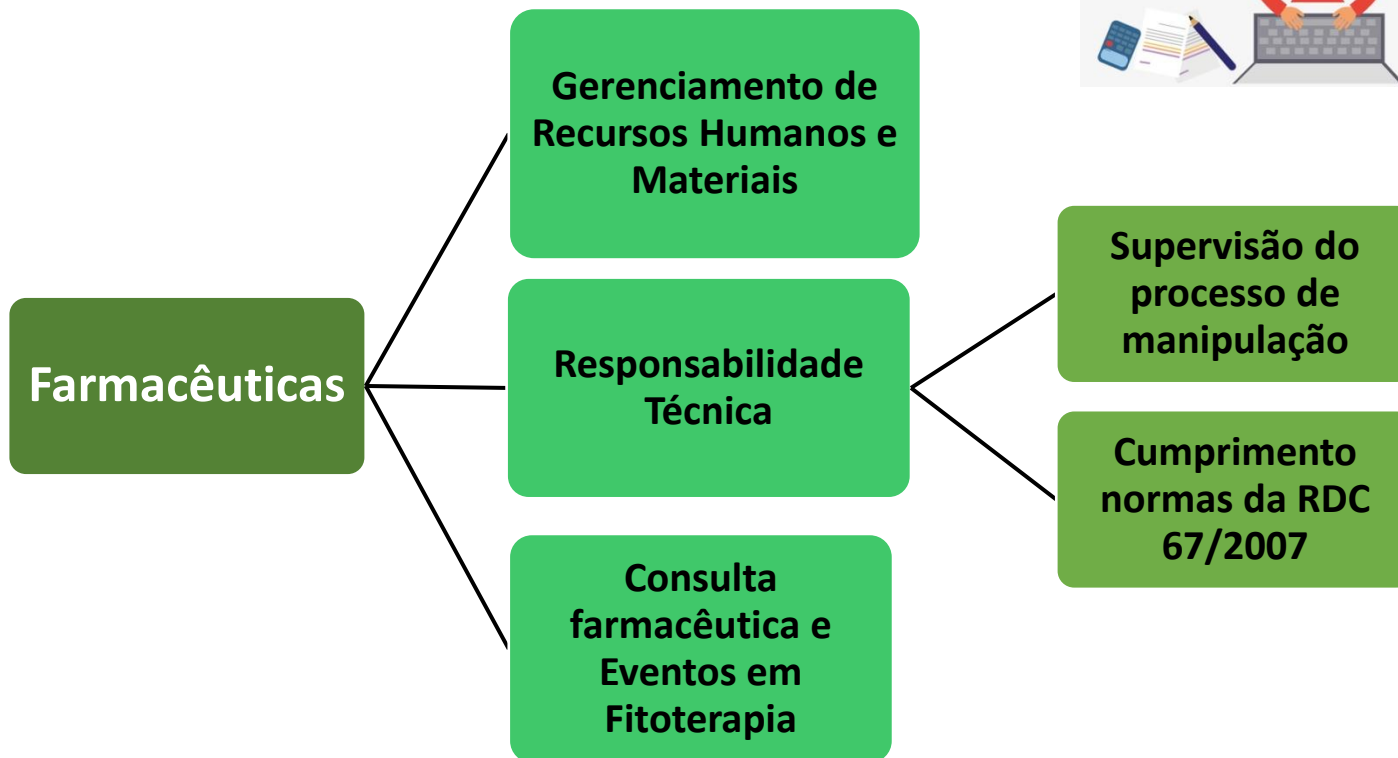 Gerenciamento de
Recursos Humanos e
Materiais
Farmacêuticas
Responsabilidade
Técnica
Supervisão do
processo de
manipulação
Cumprimento
normas da RDC
67/2007
Consulta
farmacêutica e
Eventos em
Fitoterapia